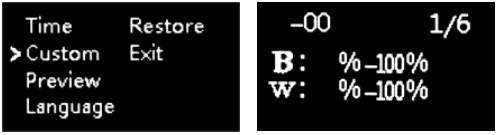 Time Restore
>Custom Exit
Preview
Language
–00 1/6
B: %–100%
W: %–100%